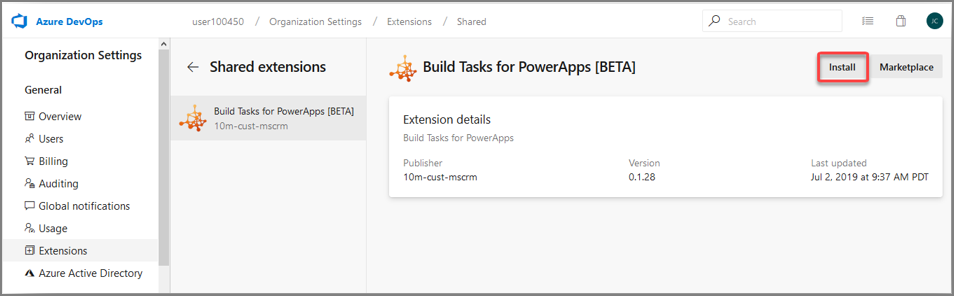 Azure DevOps
user100450 / Organization Settings / Extensions / Shared
Search
JC
Organization Settings
General
Overview
Users
Billing
Auditing
Global notifications
Usage
Extensions
Azure Active Directory
Shared extensions
Build Tasks for PowerApps [BETA]
10m-cust-mscrm
Build Tasks for PowerApps [BETA]
Install
Marketplace
Extension details
Build Tasks for PowerApps
Publisher
10m-cust-mscrm
Version
0.1.28
Last updated
Jul 2, 2019 at 9:37 AM PDT